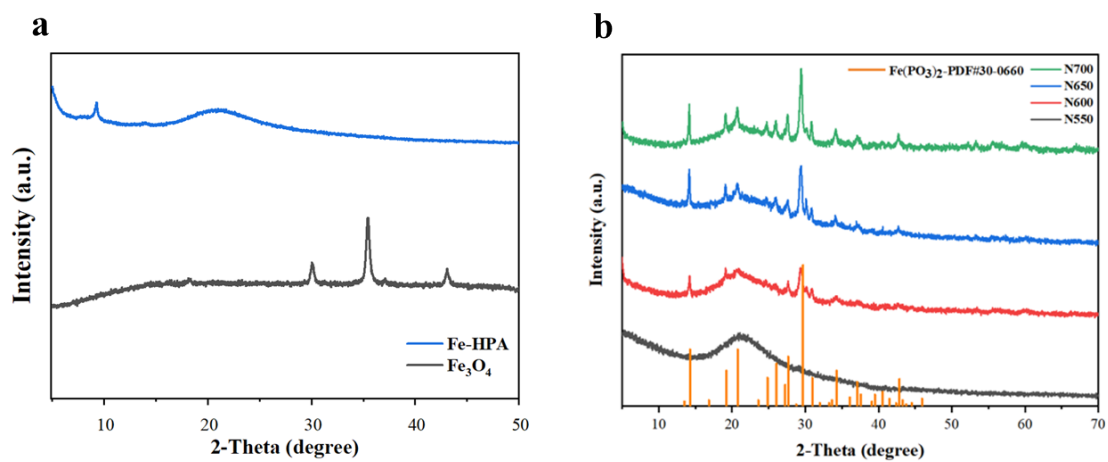 a
Intensity (a.u.)
Fe-HPA
Fe₃O₄
10
20
30
40
50
2-Theta (degree)
b
Intensity (a.u.)
Fe(PO3)2-PDF#30-0660
N700
N650
N600
N550
10
20
30
40
50
60
70
2-Theta (degree)